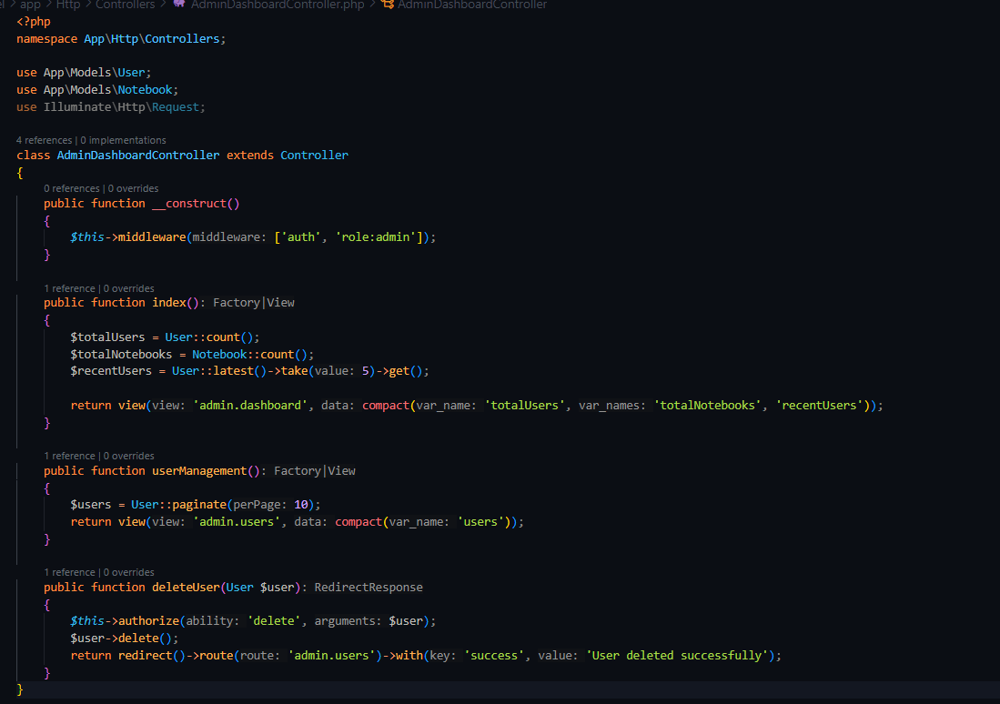 app > Http > Controllers > AdminDashboardController.php > AdminDashboardController
<?php
namespace App\Http\Controllers;
use App\Models\User;
use App\Models\Notebook;
use Illuminate\Http\Request;
4 references | 0 implementations
class AdminDashboardController extends Controller
{
0 references | 0 overrides
public function __construct()
{
$this->middleware(middleware: ['auth', 'role:admin']);
}
1 reference | 0 overrides
public function index(): Factory|View
{
$totalUsers = User::count();
$totalNotebooks = Notebook::count();
$recentUsers = User::latest()->take(value: 5)->get();
return view(view: 'admin.dashboard', data: compact(var_name: 'totalUsers', var_names: 'totalNotebooks', 'recentUsers'));
}
1 reference | 0 overrides
public function userManagement(): Factory|View
{
$users = User::paginate(perPage: 10);
return view(view: 'admin.users', data: compact(var_name: 'users'));
}
1 reference | 0 overrides
public function deleteUser(User $user): RedirectResponse
{
$this->authorize(ability: 'delete', arguments: $user);
$user->delete();
return redirect()->route(route: 'admin.users')->with(key: 'success', value: 'User deleted successfully');
}
}